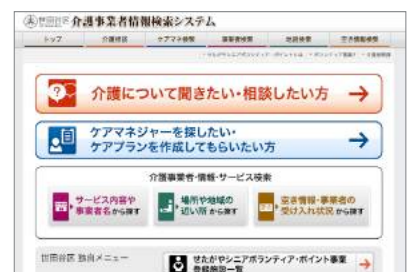 世田谷区 介護事業者情報検索システム
トップ 介護相談 ケアマネ検索 事業者検索 地図検索 空き情報検索
介護について聞きたい・相談したい方
ケアマネジャーを探したい・
ケアプランを作成してもらいたい方
介護事業者・情報・サービス検索
サービス内容や
事業者名から探す
場所や地域の
近い所から探す
空き情報・事業者の
受け入れ状況から探す
世田谷区 独自メニュー
せたがやシニアボランティア・ポイント事業
登録施設一覧